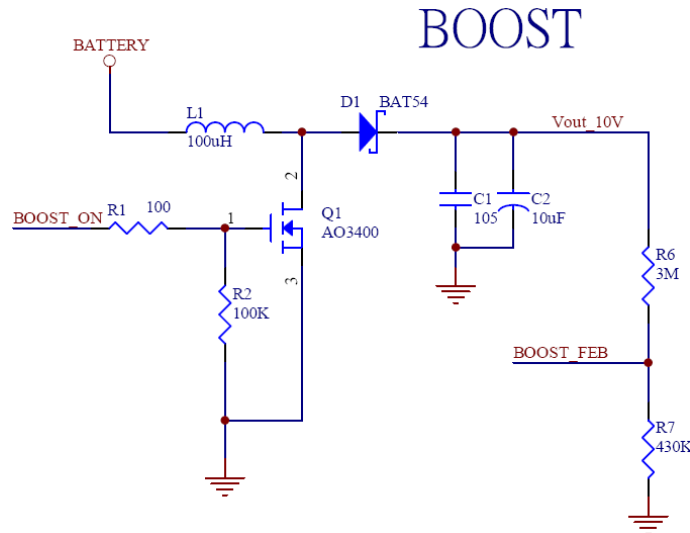 BOOST
BATTERY
L1
100uH
D1
BAT54
Vout_10V
2
C1
105
C2
10uF
BOOST_ON
R1
100
1
Q1
AO3400
R6
3M
3
R2
100K
BOOST_FEB
R7
430K